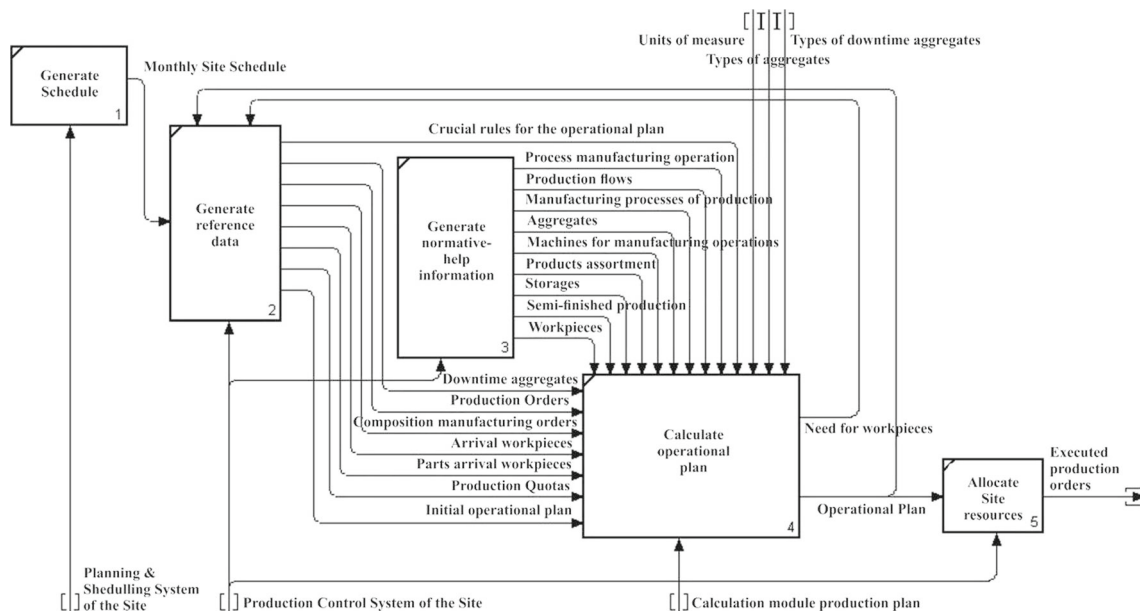 Units of measure
Types of downtime aggregates
Types of aggregates
Generate
Schedule
1
Monthly Site Schedule
Generate
reference
data
2
Crucial rules for the operational plan
Generate
normative-
help
information
3
Process manufacturing operation
Production flows
Manufacturing processes of production
Aggregates
Machines for manufacturing operations
Products assortment
Storages
Semi-finished production
Workpieces
Downtime aggregates
Production Orders
Composition manufacturing orders
Arrival workpieces
Parts arrival workpieces
Production Quotas
Initial operational plan
Calculate
operational
plan
4
Need for workpieces
Operational Plan
Allocate
Site
resources
5
Executed
production
orders
Planning &
Shedulling System
of the Site
Production Control System of the Site
Calculation module production plan